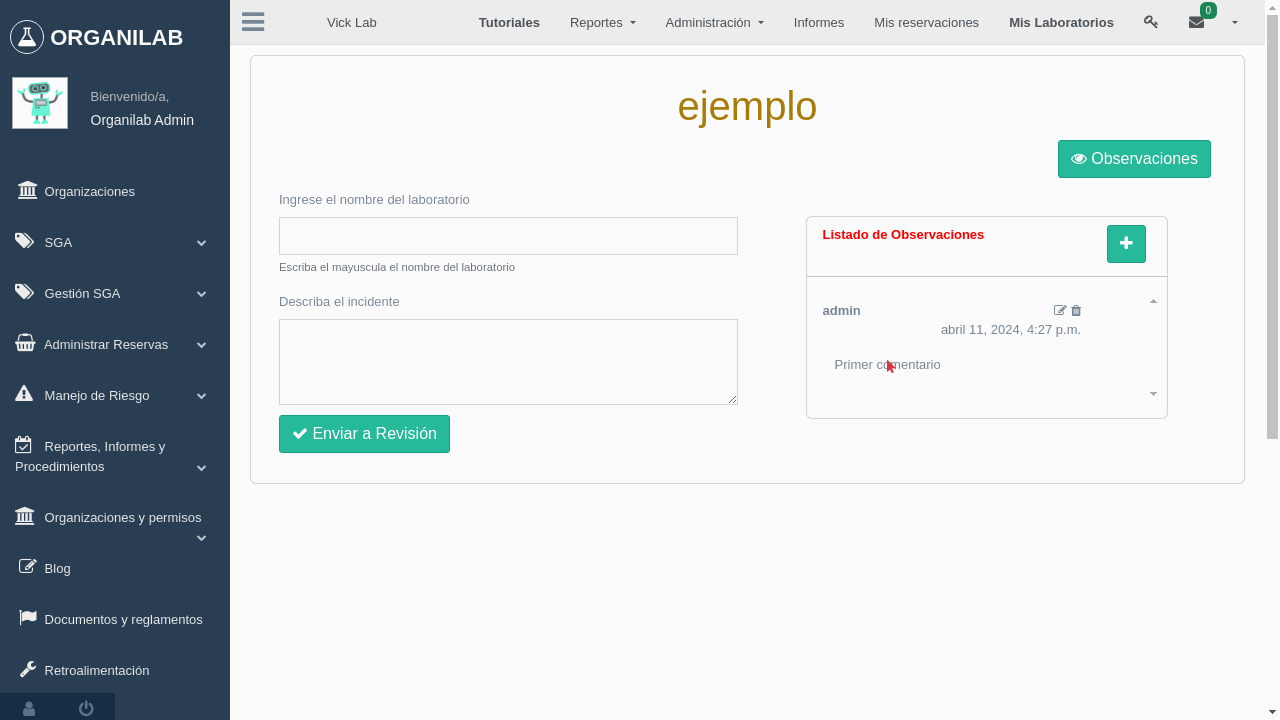 ORGANILAB
Bienvenido/a,
Organilab Admin
Organizaciones
SGA
Gestión SGA
Administrar Reservas
Manejo de Riesgo
Reportes, Informes y
Procedimientos
Organizaciones y permisos
Blog
Documentos y reglamentos
Retroalimentación
Vick Lab Tutoriales Reportes Administración Informes Mis reservaciones Mis Laboratorios 0
ejemplo
Observaciones
Ingrese el nombre del laboratorio
Escriba el mayuscula el nombre del laboratorio
Describa el incidente
Enviar a Revisión
Listado de Observaciones
admin
abril 11, 2024, 4:27 p.m.
Primer comentario